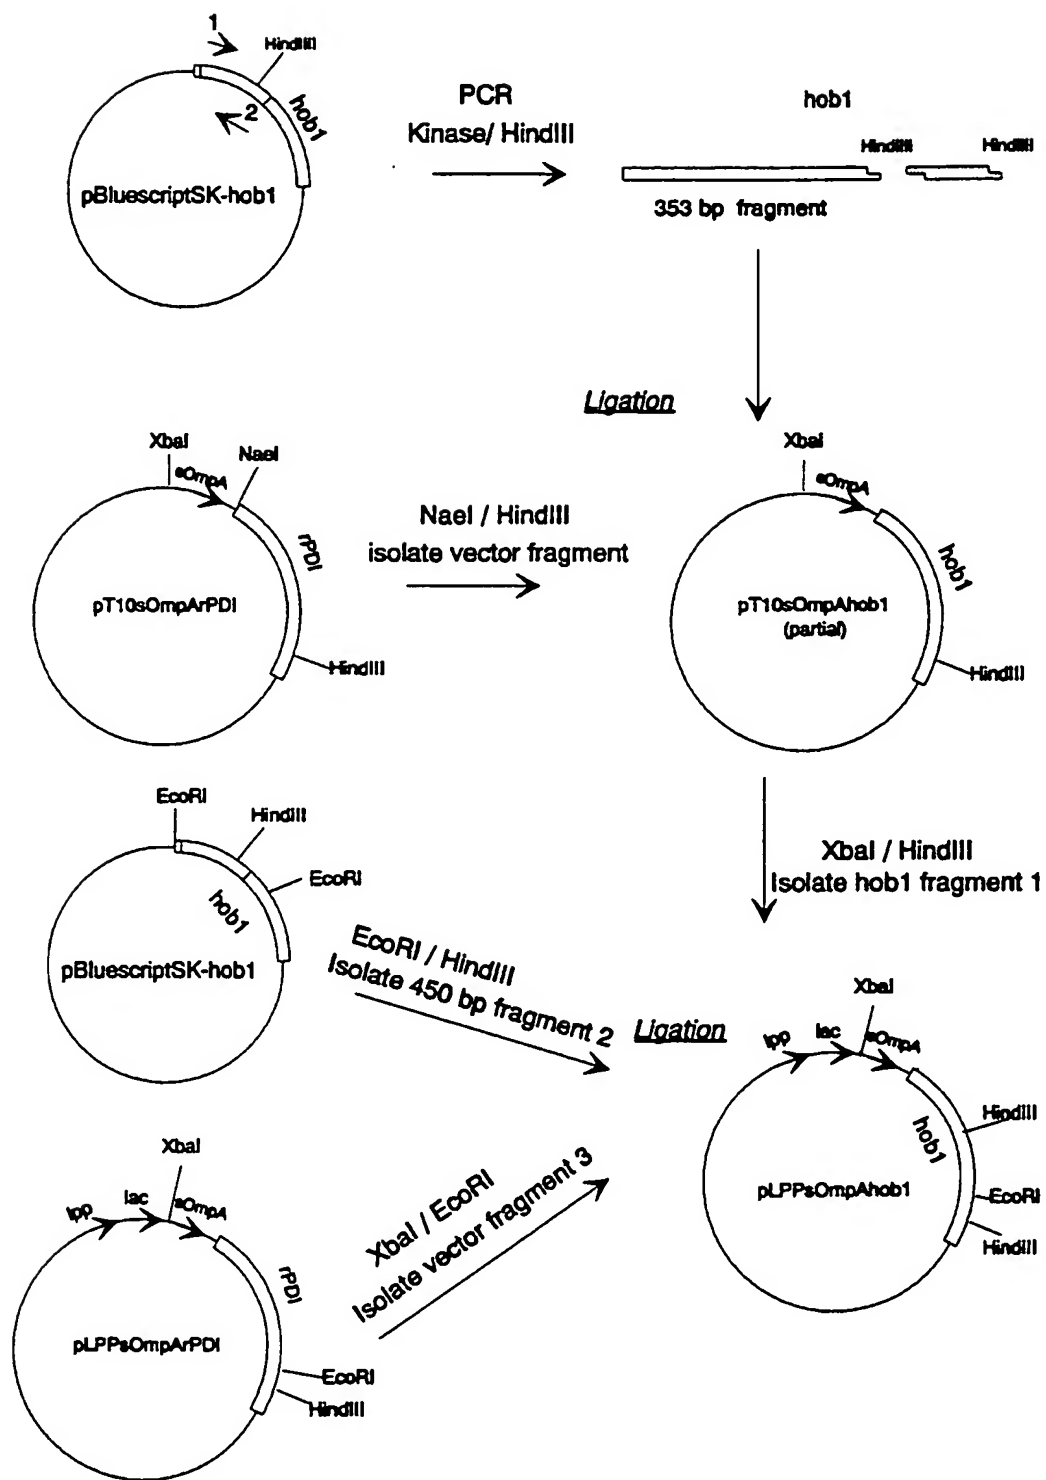 1
HindIII
hob1
2
pBluescriptSK-hob1
PCR
Kinase/ HindIII
hob1
HindIII
HindIII
353 bp fragment
Ligation
XbaI
sOmpA
NaeI
rPDI
pT10sOmpArPDI
HindIII
NaeI / HindIII
isolate vector fragment
XbaI
sOmpA
hob1
pT10sOmpAhob1
(partial)
HindIII
EcoRI
HindIII
EcoRI
hob1
pBluescriptSK-hob1
EcoRI / HindIII
Isolate 450 bp fragment 2
XbaI / HindIII
Isolate hob1 fragment 1
Ligation
XbaI
lpp
lac
sOmpA
HindIII
hob1
pLPPsOmpAhob1
EcoRI
HindIII
XbaI
lpp
lac
sOmpA
rPDI
pLPPsOmpArPDI
EcoRI
HindIII
XbaI / EcoRI
Isolate vector fragment 3